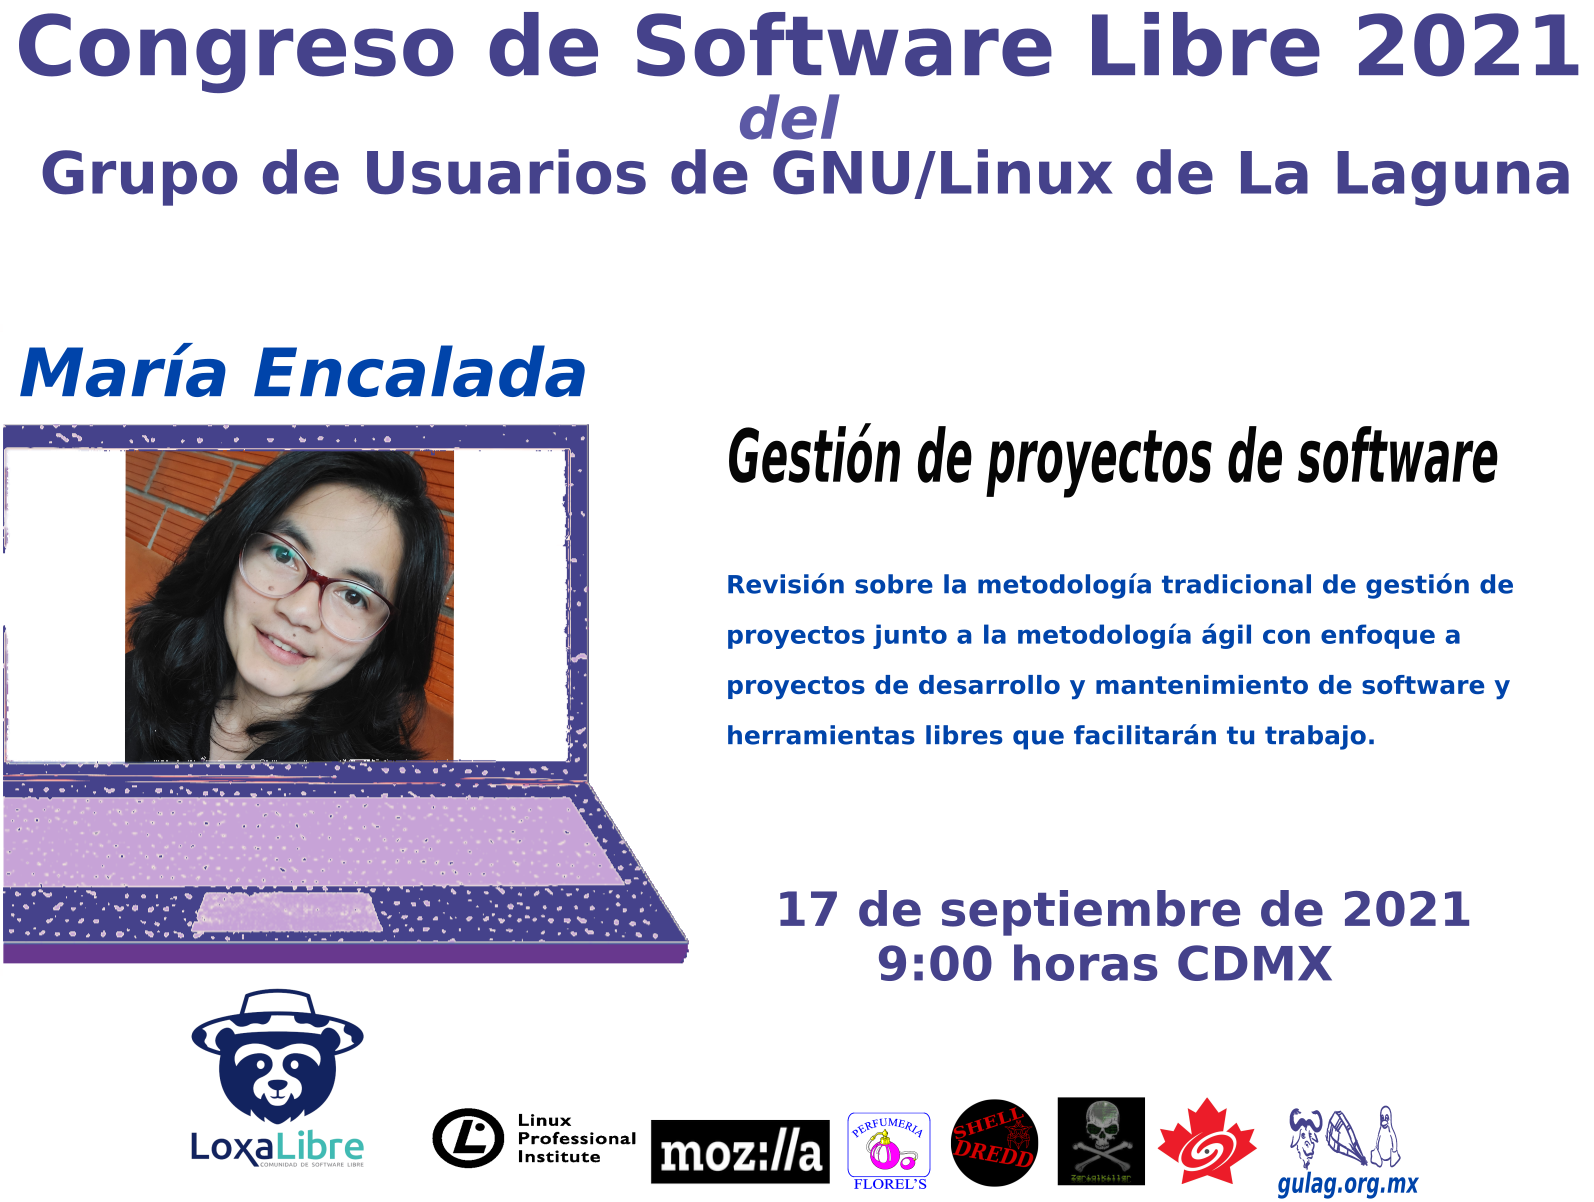 Congreso de Software Libre 2021
del
Grupo de Usuarios de GNU/Linux de La Laguna
María Encalada
Gestión de proyectos de software
Revisión sobre la metodología tradicional de gestión de
proyectos junto a la metodología ágil con enfoque a
proyectos de desarrollo y mantenimiento de software y
herramientas libres que facilitarán tu trabajo.
17 de septiembre de 2021
9:00 horas CDMX
LoxaLibre
COMUNIDAD DE SOFTWARE LIBRE
Linux
Professional
Institute
moz://a
PERFUMERIA
FLOREL'S
SHELL
DREDD
gulag.org.mx